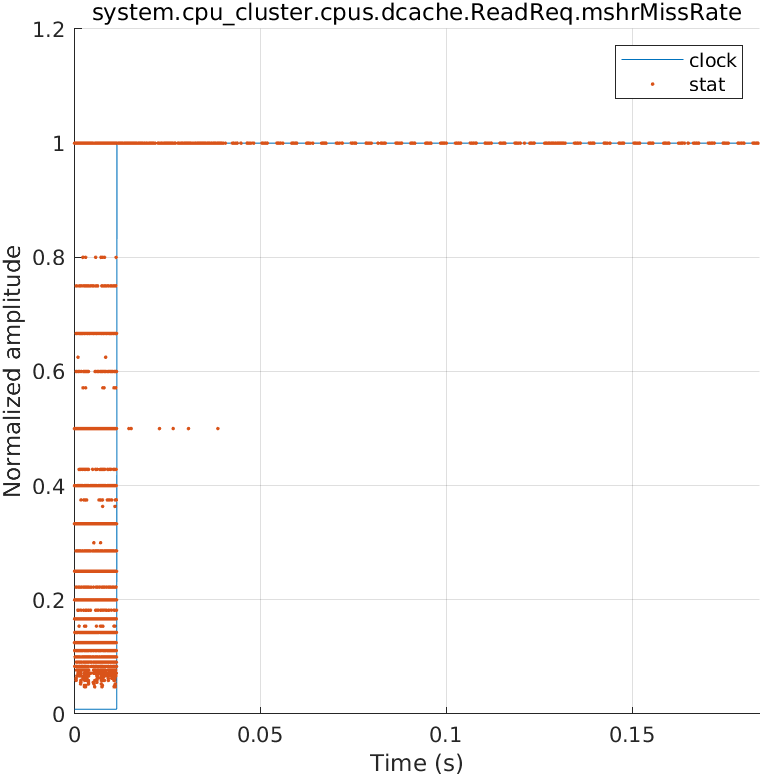 system.cpu_cluster.cpus.dcache.ReadReq.mshrMissRate
1.2
clock
stat
1
0.8
0.6
0.4
0.2
0
Normalized amplitude
0
0.05
0.1
0.15
Time (s)